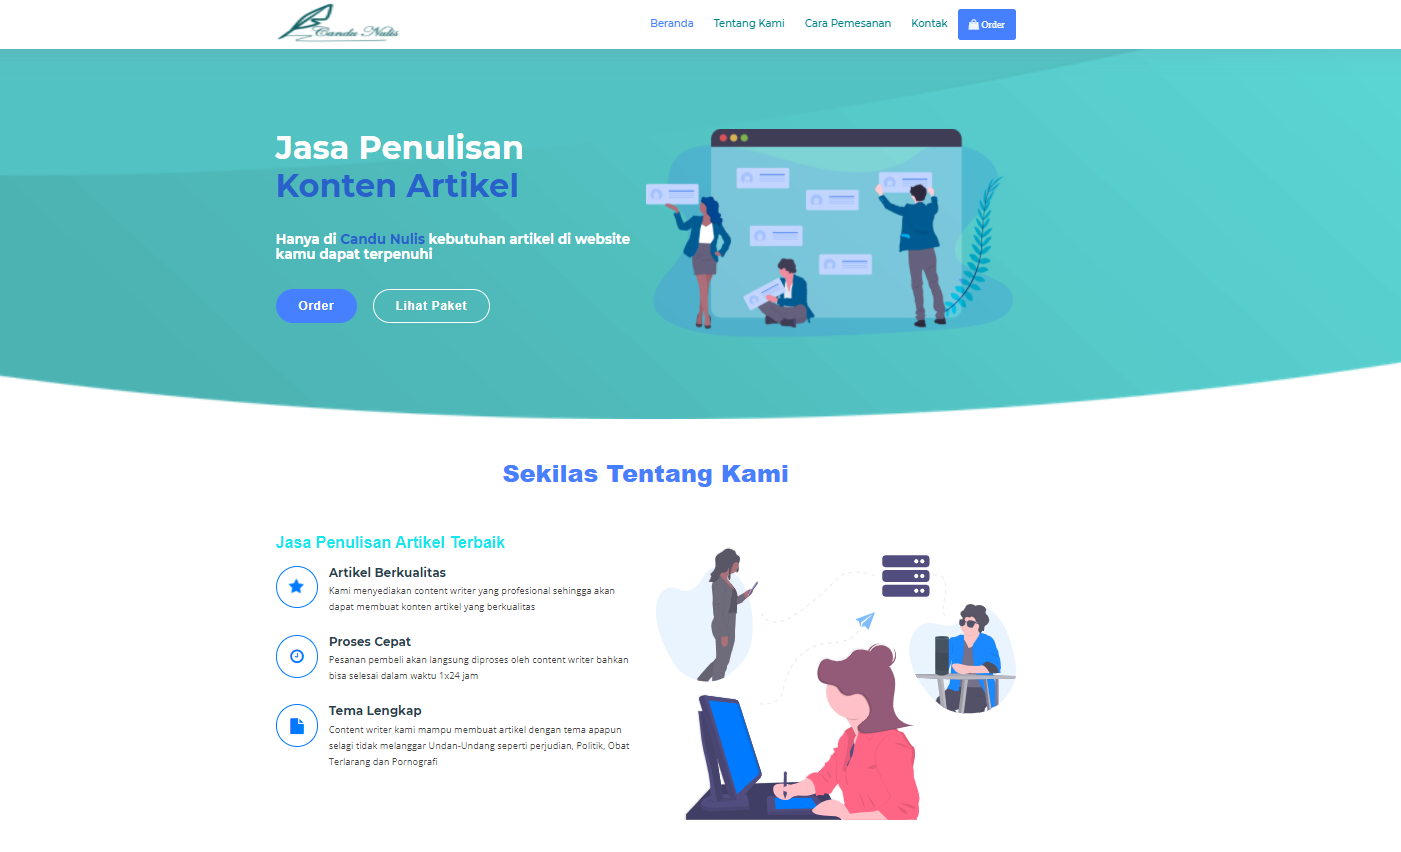 Candu Nulis
Beranda
Tentang Kami
Cara Pemesanan
Kontak
Order
Jasa Penulisan
Konten Artikel
Hanya di Candu Nulis kebutuhan artikel di website
kamu dapat terpenuhi
Order
Lihat Paket
Sekilas Tentang Kami
Jasa Penulisan Artikel Terbaik
Artikel Berkualitas
Kami menyediakan content writer yang profesional sehingga akan
dapat membuat konten artikel yang berkualitas
Proses Cepat
Pesanan pembeli akan langsung diproses oleh content writer bahkan
bisa selesai dalam waktu 1x24 jam
Tema Lengkap
Content writer kami mampu membuat artikel dengan tema apapun
selagi tidak melanggar Undan-Undang seperti perjudian, Politik, Obat
Terlarang dan Pornografi